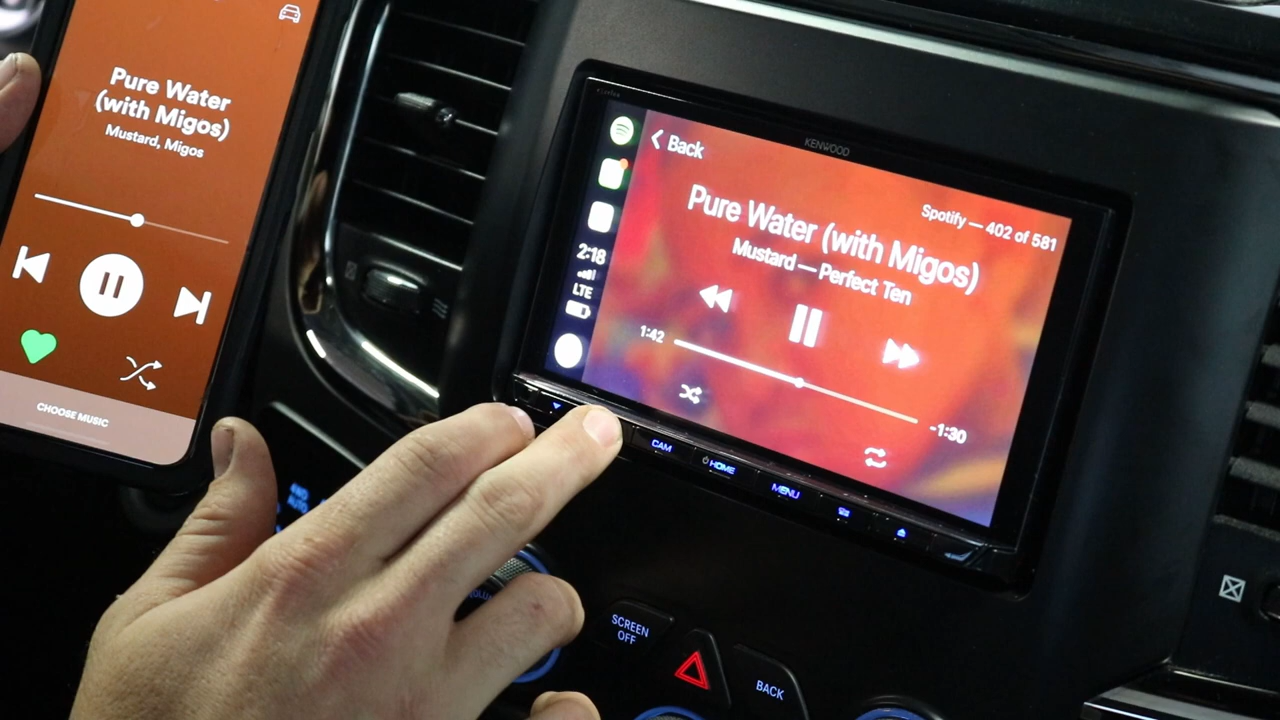 Pure Water
(with Migos)
Mustard, Migos
CHOOSE MUSIC
KENWOOD
Back
Spotify — 402 of 581
Pure Water (with Migos)
Mustard — Perfect Ten
2:18
LTE
1:42
-1:30
CAM
HOME
MENU
AUTO
SCREEN
OFF
BACK